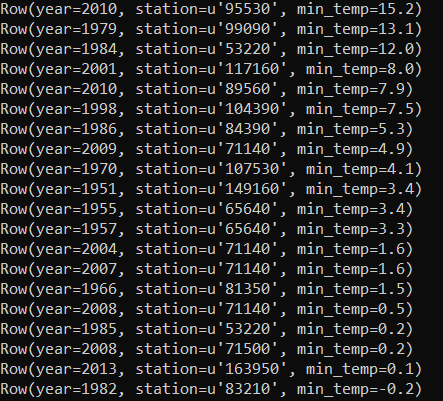 Row(year=2010, station=u'95530', min_temp=15.2)
Row(year=1979, station=u'99090', min_temp=13.1)
Row(year=1984, station=u'53220', min_temp=12.0)
Row(year=2001, station=u'117160', min_temp=8.0)
Row(year=2010, station=u'89560', min_temp=7.9)
Row(year=1998, station=u'104390', min_temp=7.5)
Row(year=1986, station=u'84390', min_temp=5.3)
Row(year=2009, station=u'71140', min_temp=4.9)
Row(year=1970, station=u'107530', min_temp=4.1)
Row(year=1951, station=u'149160', min_temp=3.4)
Row(year=1955, station=u'65640', min_temp=3.4)
Row(year=1957, station=u'65640', min_temp=3.3)
Row(year=2004, station=u'71140', min_temp=1.6)
Row(year=2007, station=u'71140', min_temp=1.6)
Row(year=1966, station=u'81350', min_temp=1.5)
Row(year=2008, station=u'71140', min_temp=0.5)
Row(year=1985, station=u'53220', min_temp=0.2)
Row(year=2008, station=u'71500', min_temp=0.2)
Row(year=2013, station=u'163950', min_temp=0.1)
Row(year=1982, station=u'83210', min_temp=-0.2)